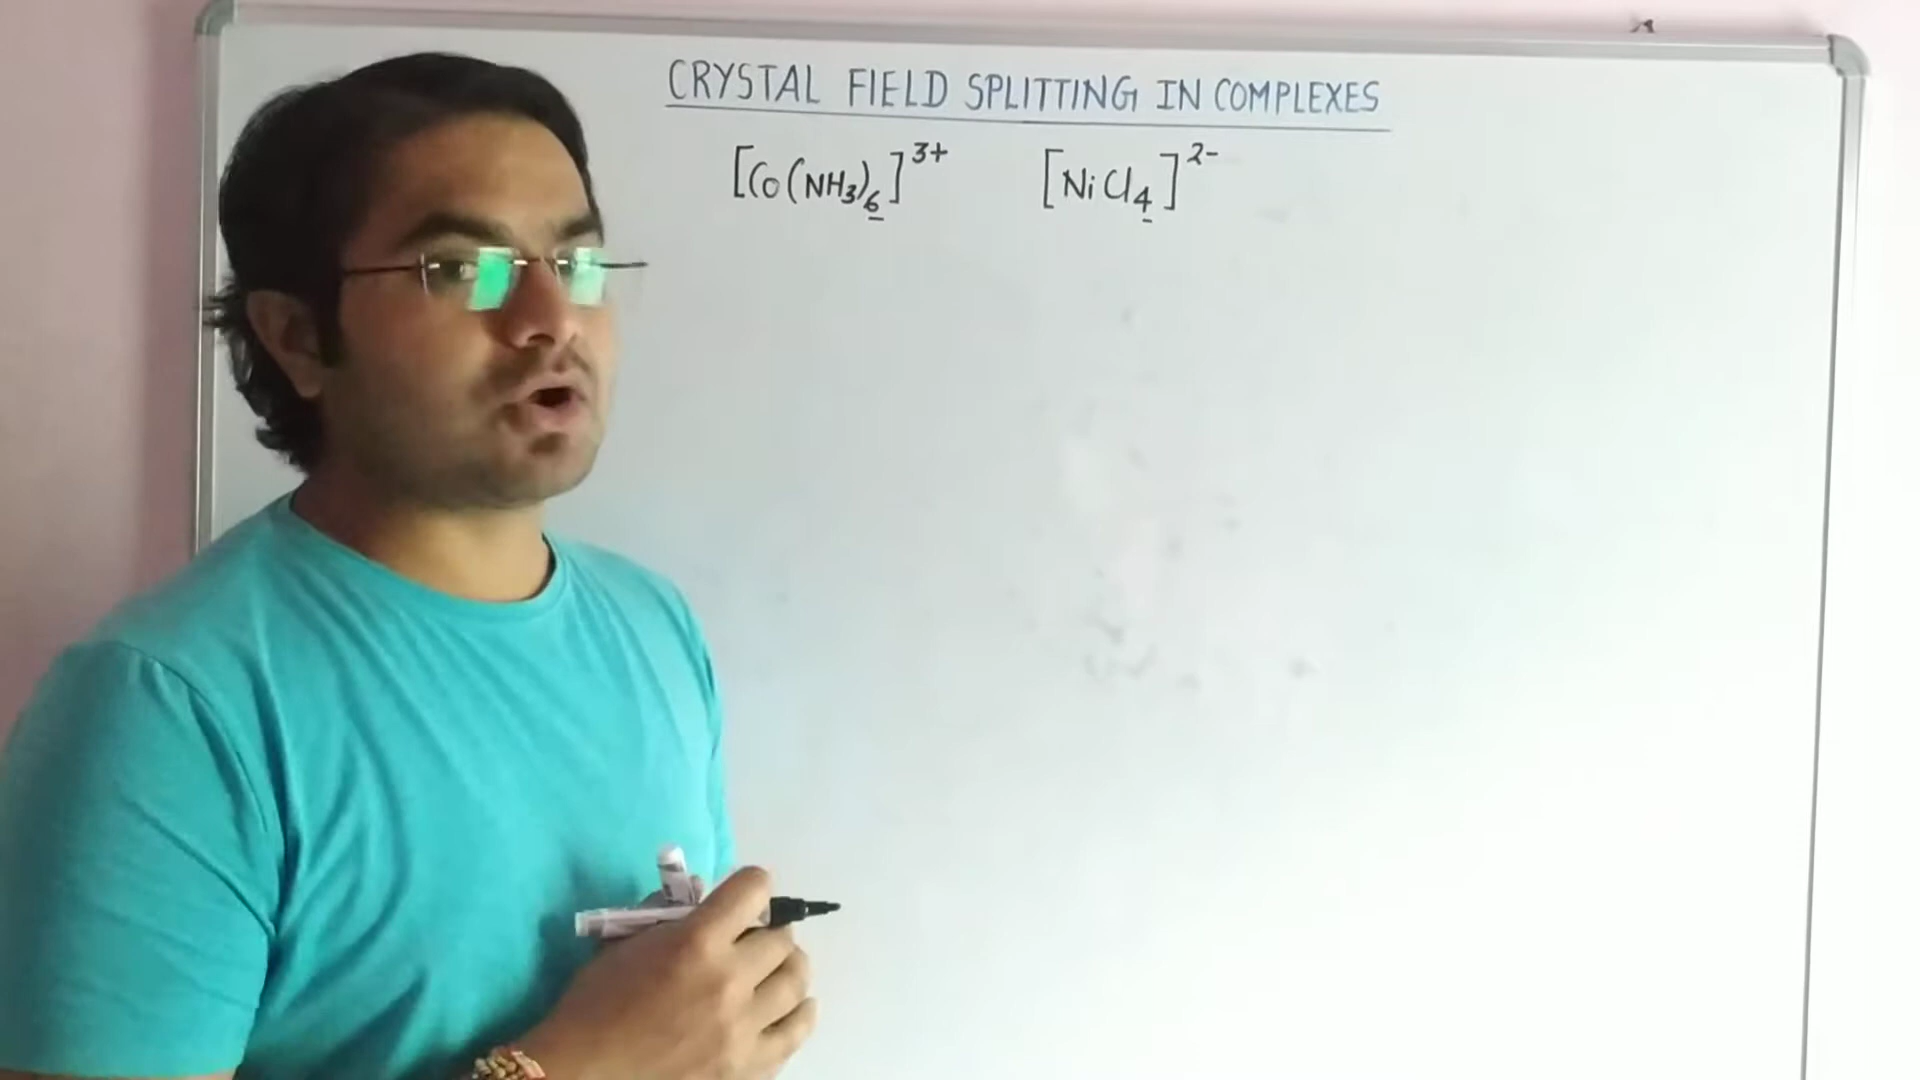 CRYSTAL FIELD SPLITTING IN COMPLEXES
[Co(NH₃)₆]³⁺ [NiCl₄]²⁻